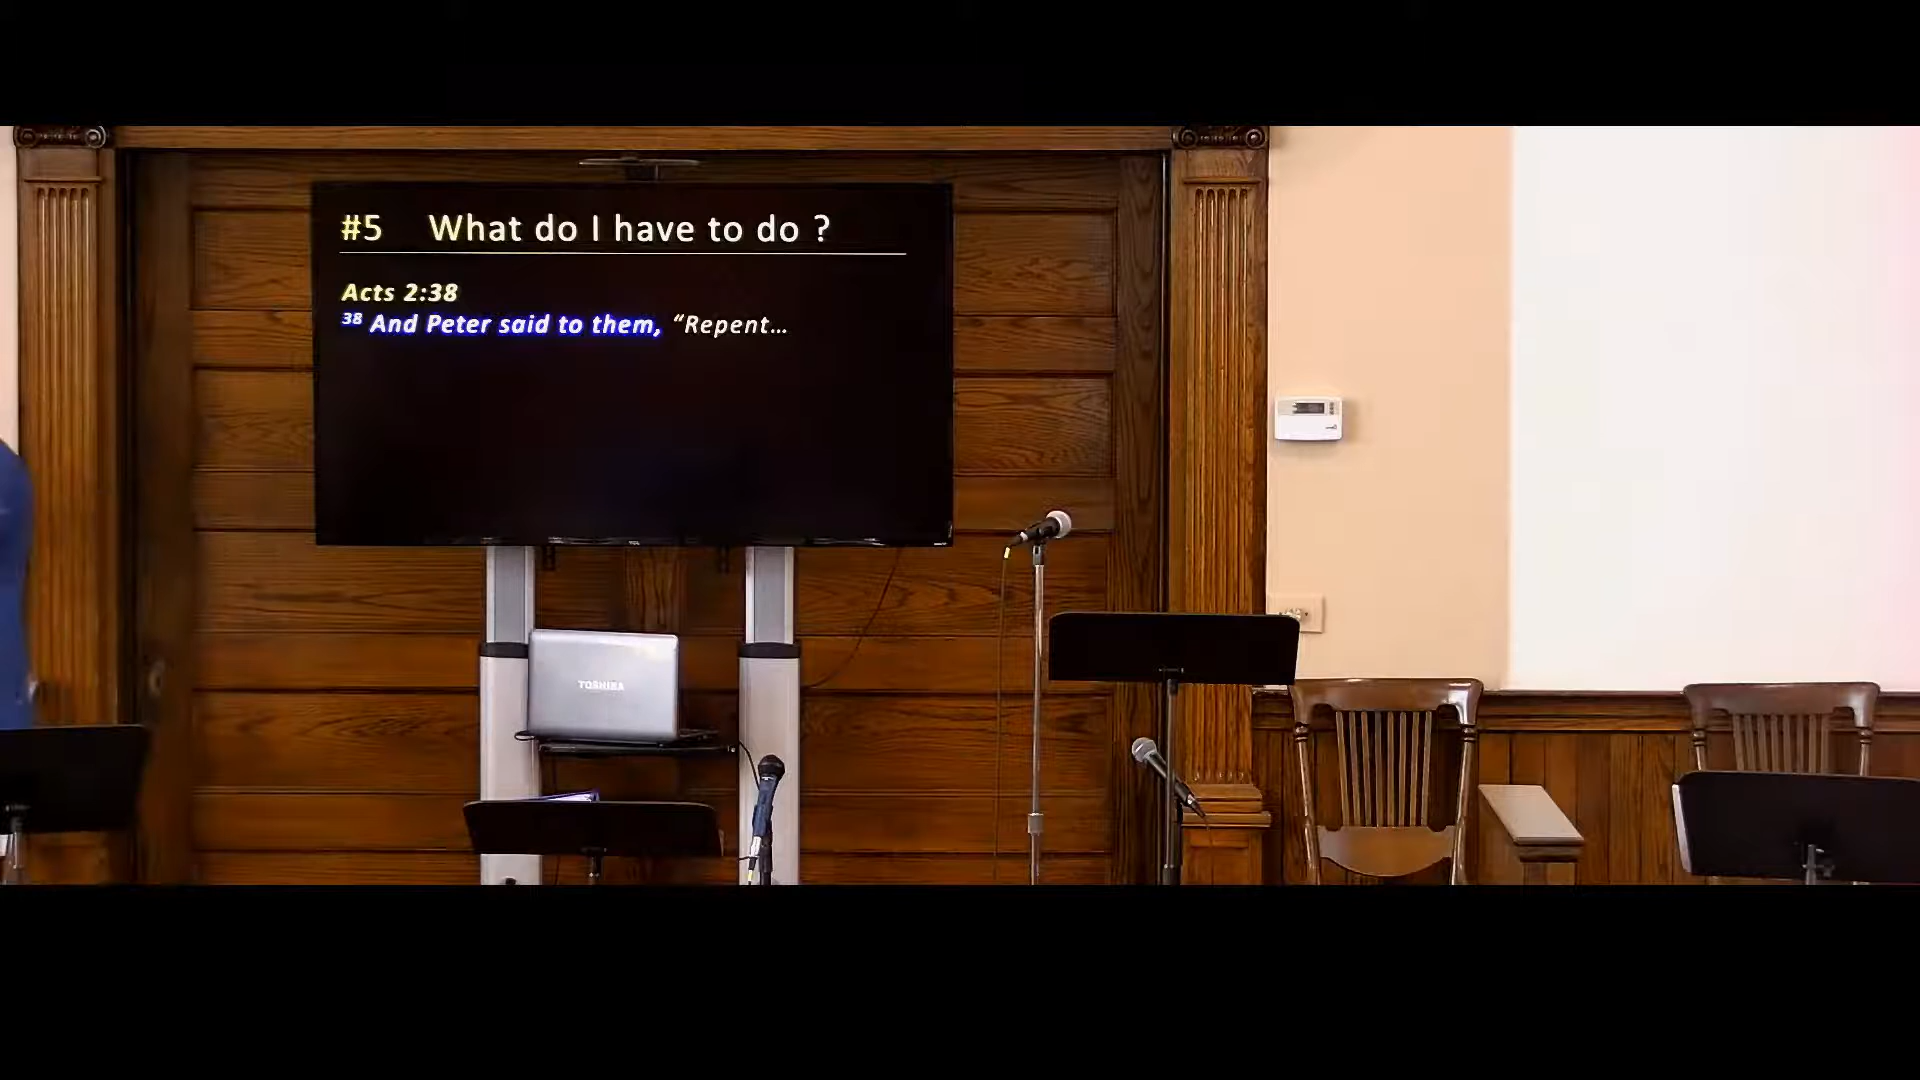 #5 What do I have to do ?
Acts 2:38
38 And Peter said to them, “Repent...
TOSHIBA